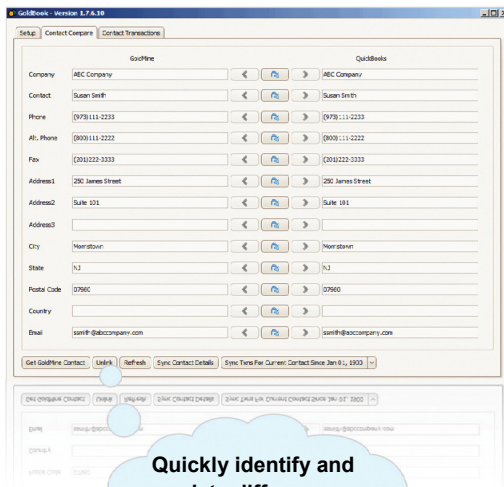 GoldBook - Version 1.7.6.10
Setup Contact Compare Contact Transactions
GoldMine QuickBooks
Company ABC Company ABC Company
Contact Susan Smith Susan Smith
Phone (973)111-2233 (973)111-2233
Alt. Phone (800)111-2222 (800)111-2222
Fax (201)222-3333 (201)222-3333
Address1 250 James Street 250 James Street
Address2 Suite 101 Suite 101
Address3
City Morristown Morristown
State NJ NJ
Postal Code 07960 07960
Country
Email ssmith@abccompany.com ssmith@abccompany.com
Get GoldMine Contact Unlink Refresh Sync Contact Details Sync Txns For Current Contact Since Jan 01, 1900
Quickly identify and